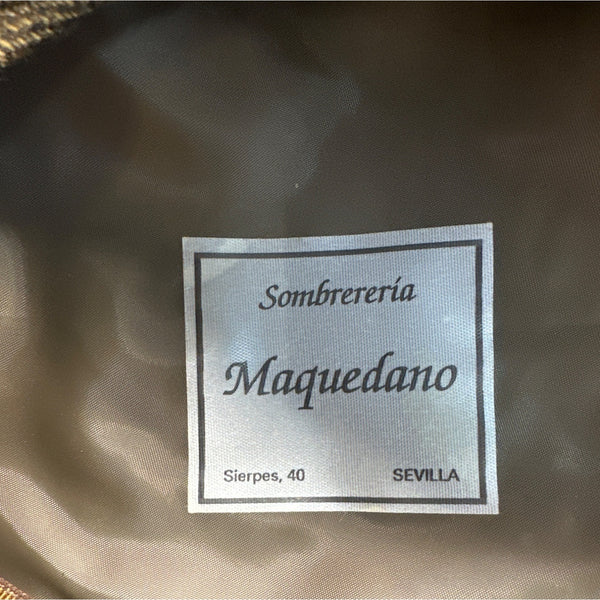 Sombrerería
Maquedano
Sierpes, 40 SEVILLA